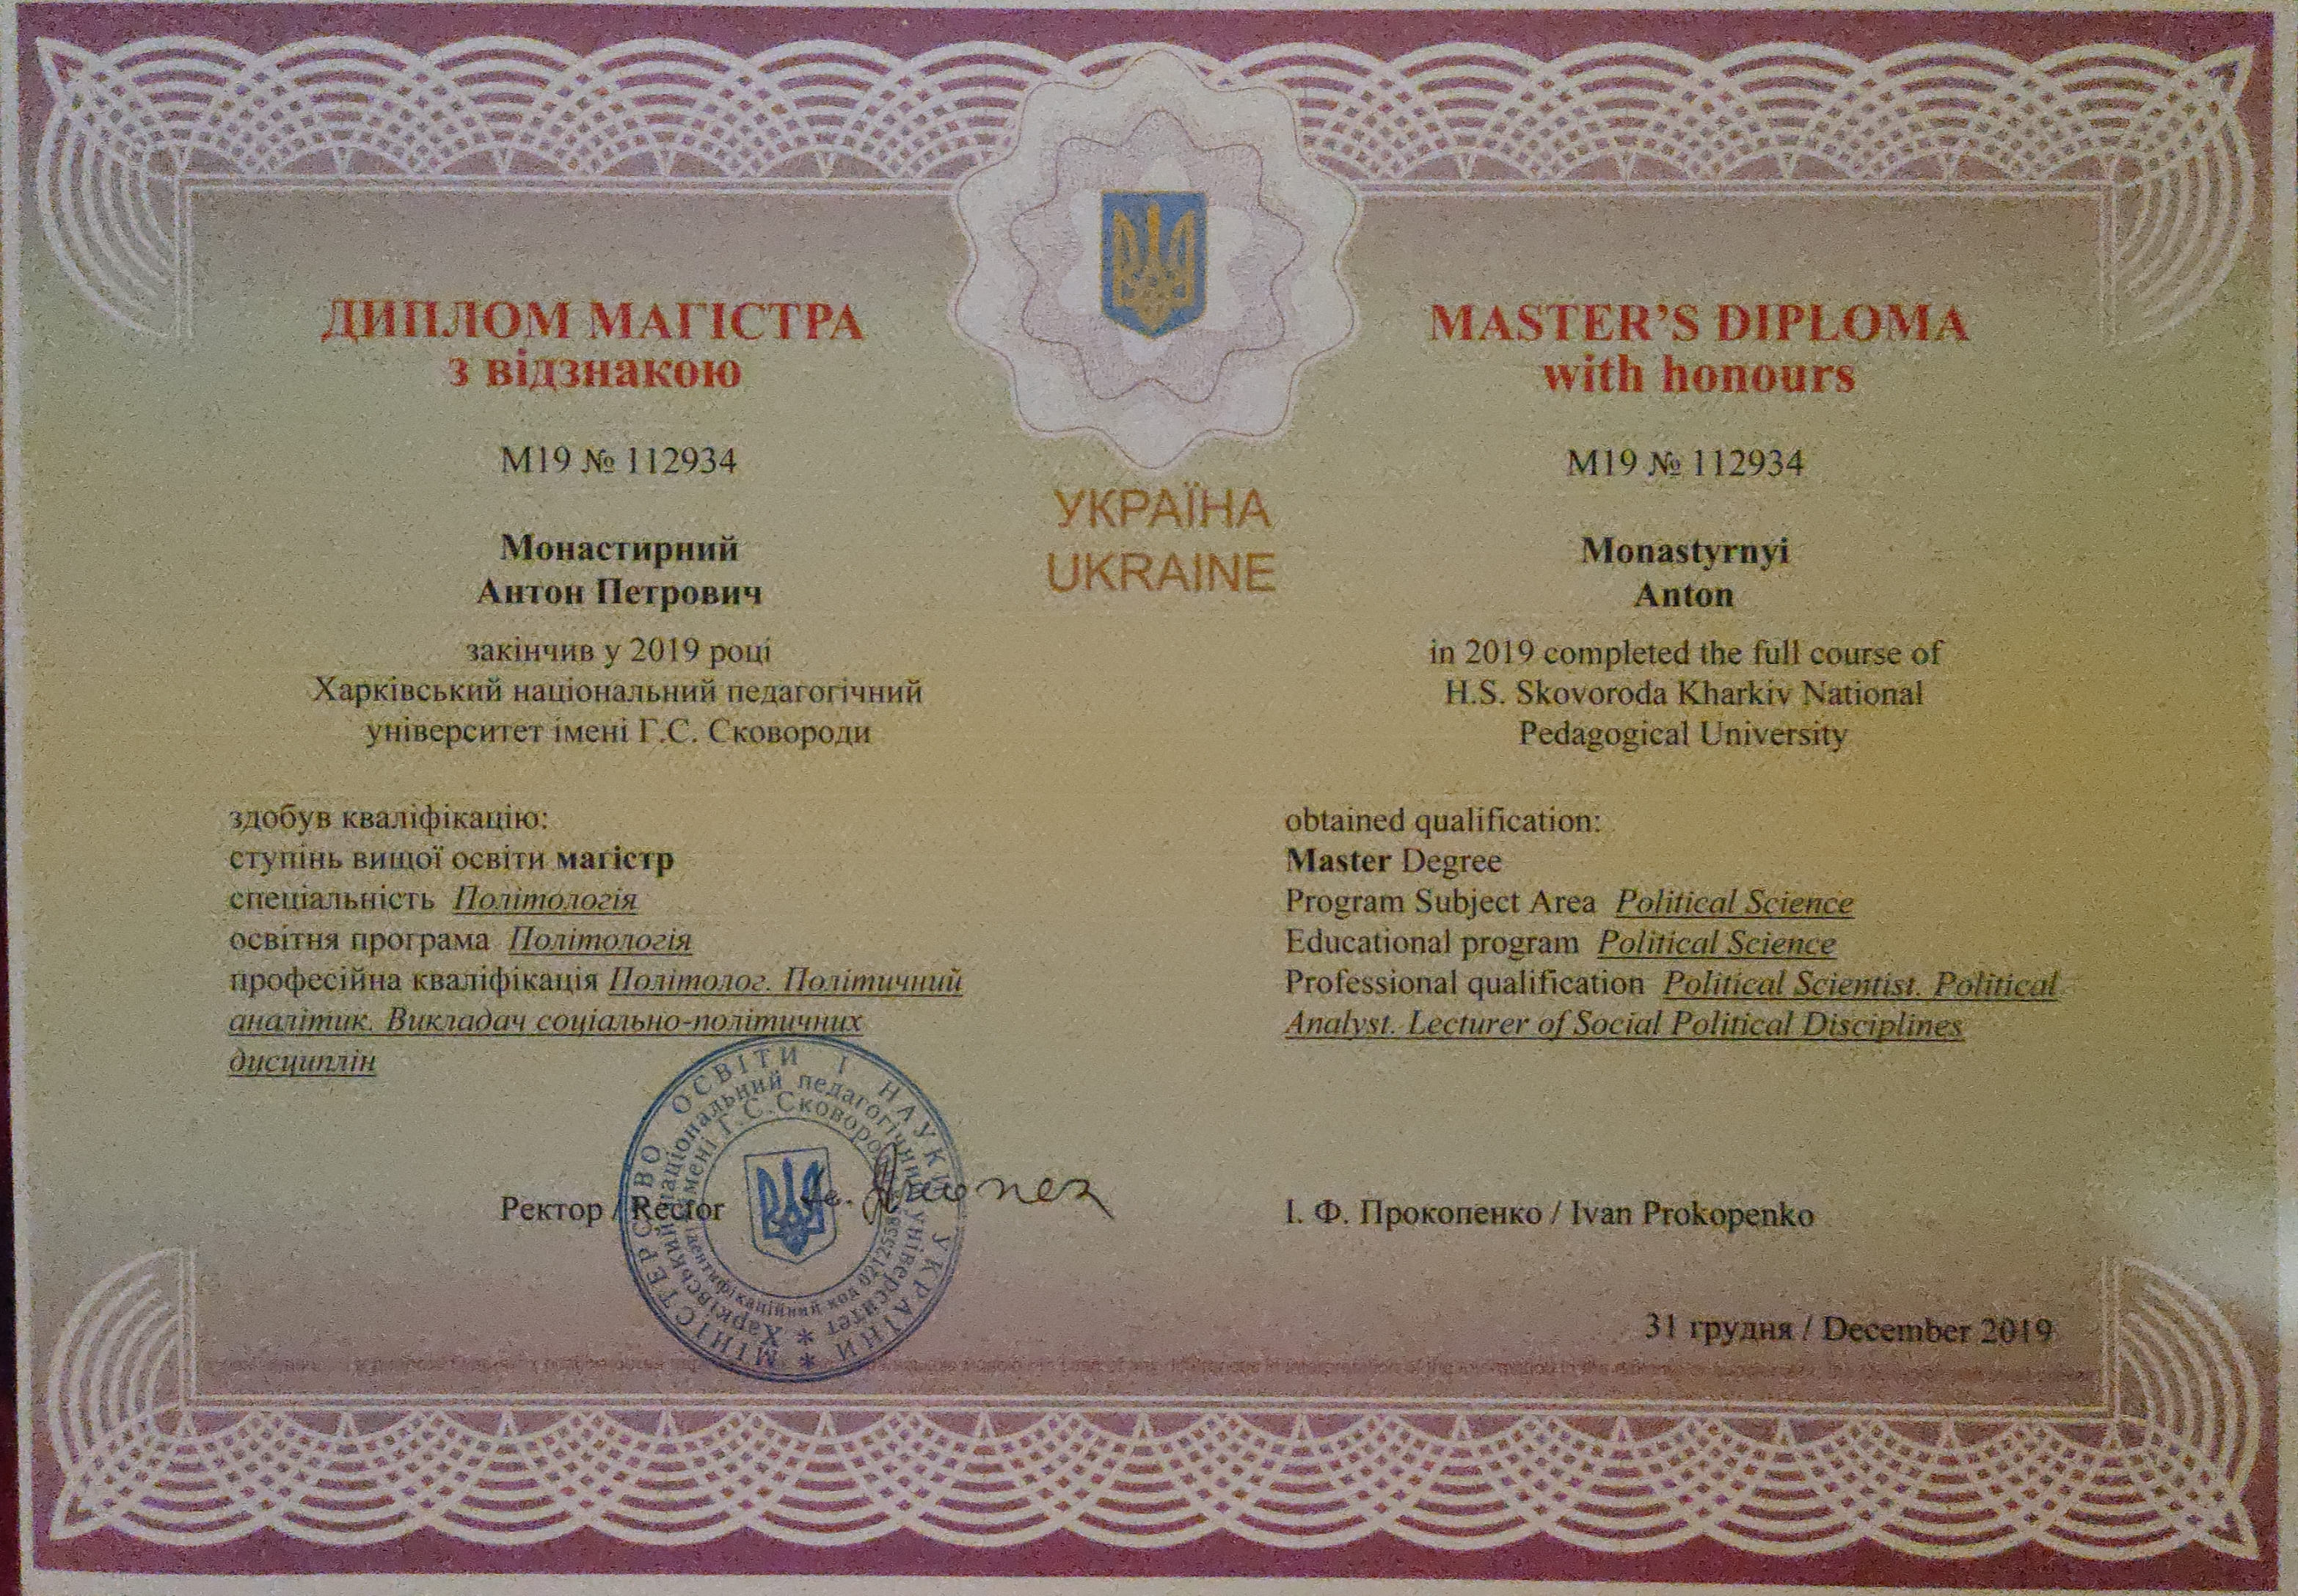 ДИПЛОМ МАГІСТРА
з відзнакою
М19 № 112934
Монастирний
Антон Петрович
закінчив у 2019 році
Харківський національний педагогічний
університет імені Г.С. Сковороди
здобув кваліфікацію:
ступінь вищої освіти магістр
спеціальність Політологія
освітня програма Політологія
професійна кваліфікація Політолог. Політичний
аналітик. Викладач соціально-політичних
дисциплін
УКРАЇНА
UKRAINE
MASTER'S DIPLOMA
with honours
M19 № 112934
Monastyrnyi
Anton
in 2019 completed the full course of
H.S. Skovoroda Kharkiv National
Pedagogical University
obtained qualification:
Master Degree
Program Subject Area Political Science
Educational program Political Science
Professional qualification Political Scientist. Political
Analyst. Lecturer of Social Political Disciplines
Ректор / Rector
І. Ф. Прокопенко / Ivan Prokopenko
31 грудня / December 2019
МІНІСТЕРСТВО ОСВІТИ І НАУКИ УКРАЇНИ
Харківський національний педагогічний університет
імені Г.С.Сковороди
ідентифікаційний код